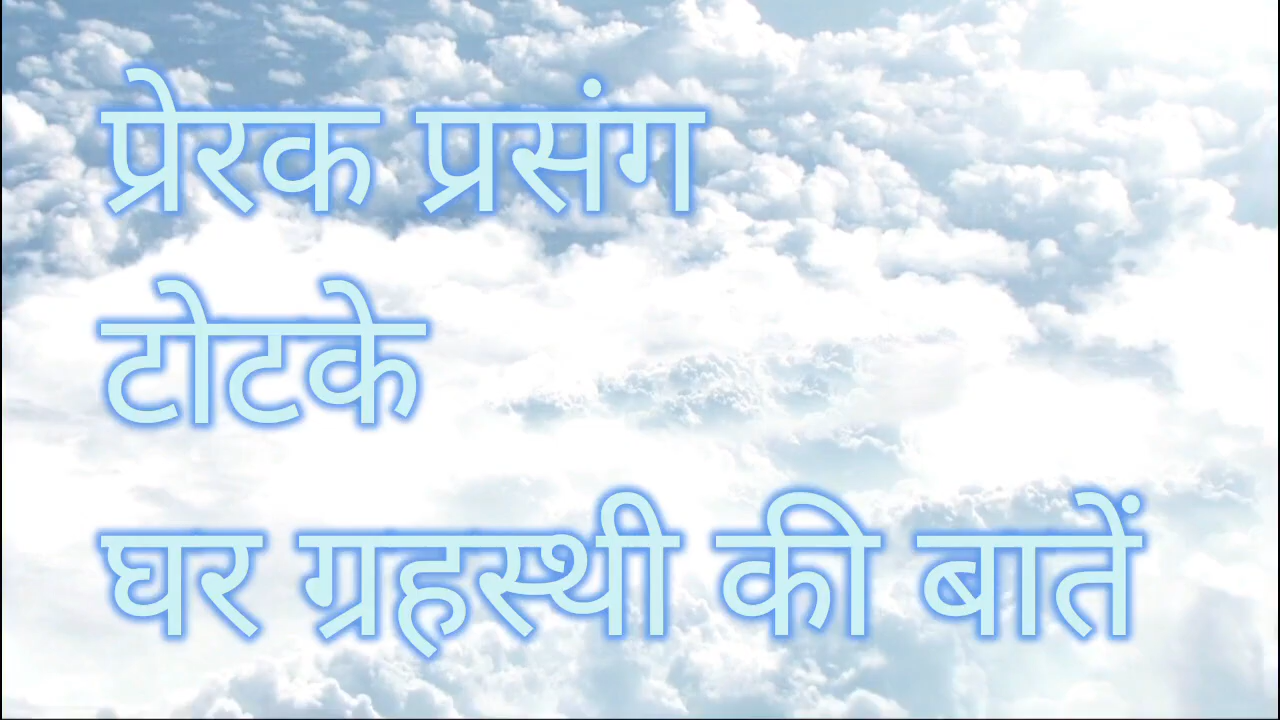 प्रेरक प्रसंग
टोटके
घर ग्रहस्थी की बातें